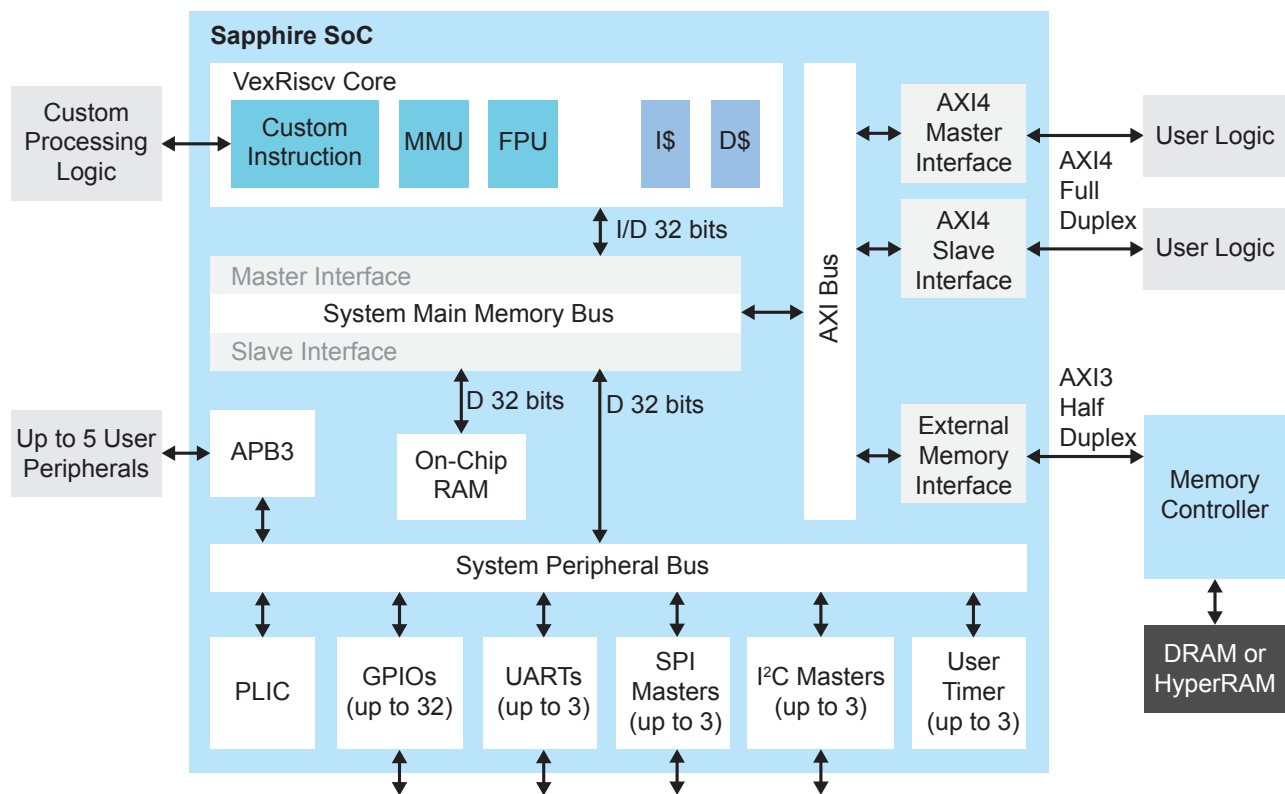 Sapphire SoC
VexRiscv Core
Custom
Processing
Logic
Custom
Instruction
MMU
FPU
I$
D$
I/D 32 bits
Master Interface
System Main Memory Bus
Slave Interface
D 32 bits
D 32 bits
AXI Bus
AXI4
Master
Interface
AXI4
Slave
Interface
AXI4
Full
Duplex
User Logic
User Logic
Up to 5 User
Peripherals
APB3
On-Chip
RAM
External
Memory
Interface
AXI3
Half
Duplex
Memory
Controller
DRAM or
HyperRAM
System Peripheral Bus
PLIC
GPIOs
(up to 32)
UARTs
(up to 3)
SPI
Masters
(up to 3)
I²C Masters
(up to 3)
User
Timer
(up to 3)